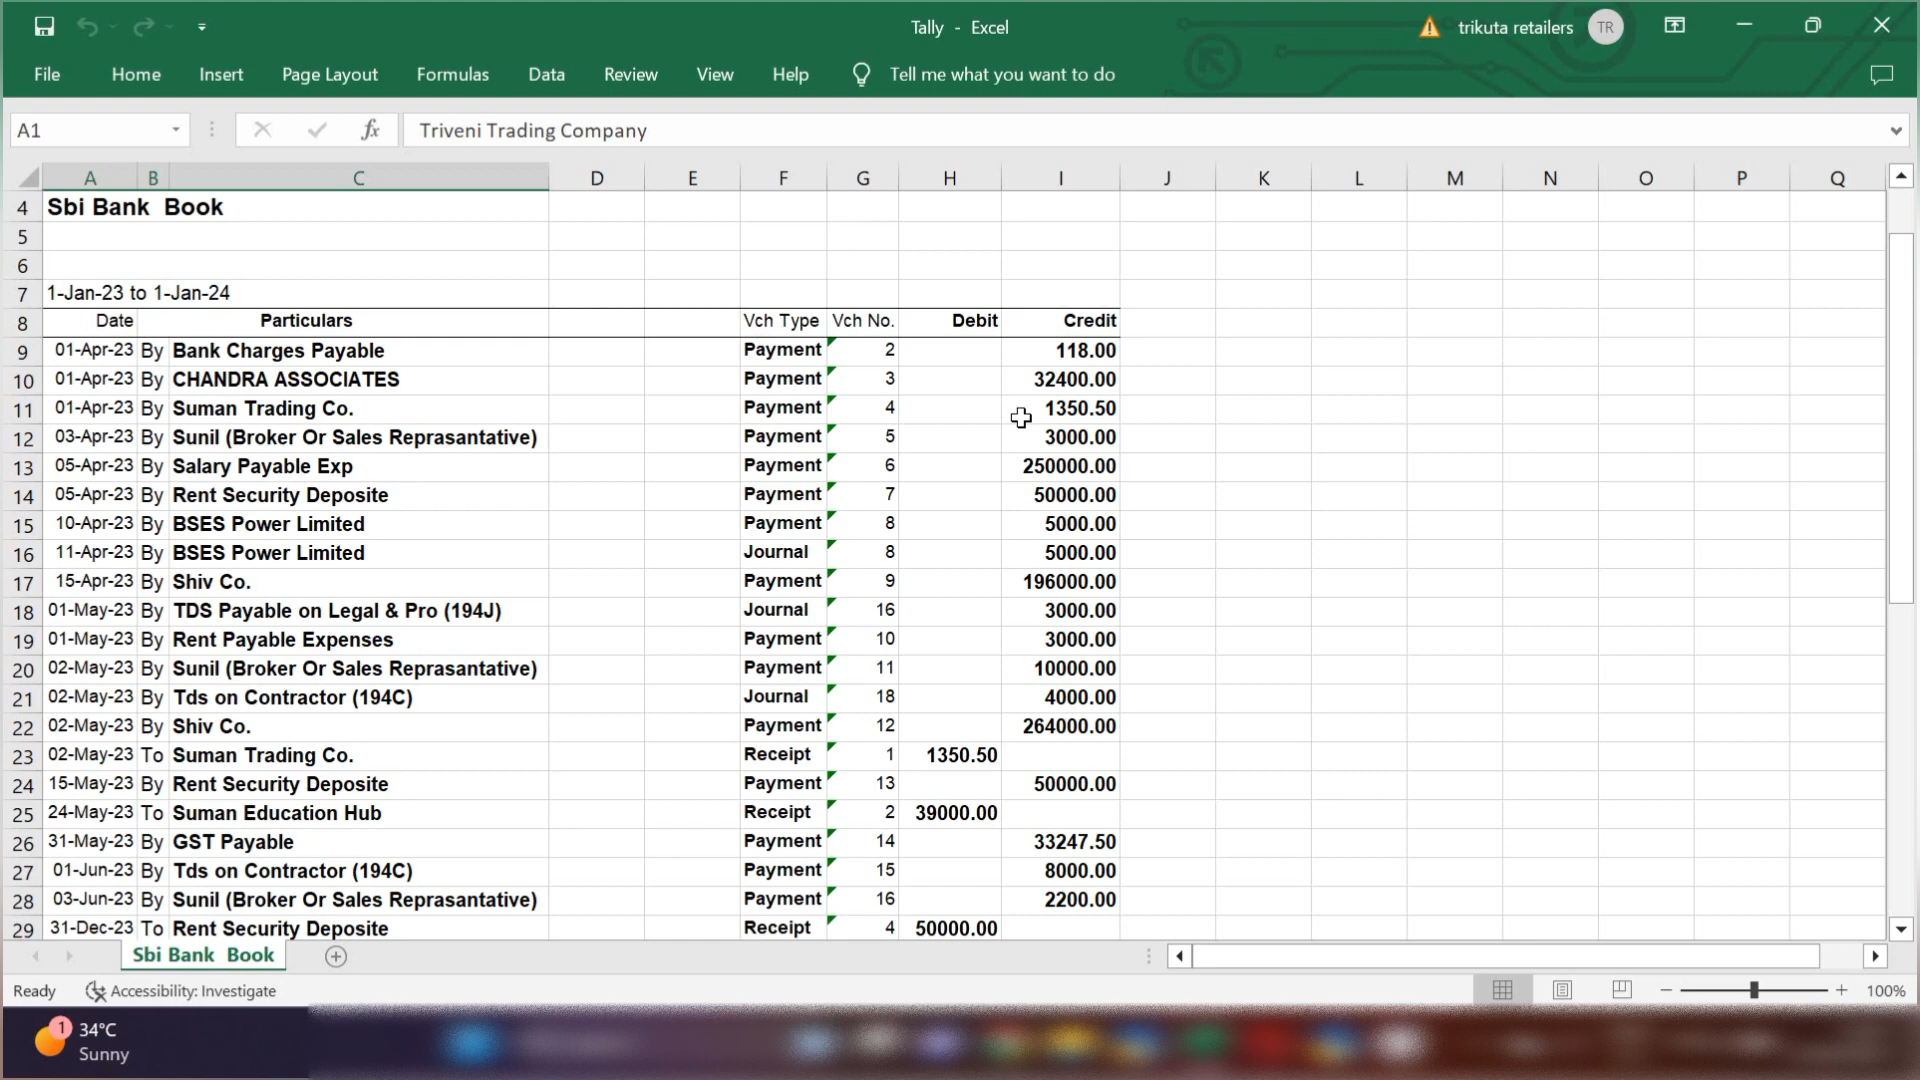 Tally - Excel
trikuta retailers TR
File Home Insert Page Layout Formulas Data Review View Help Tell me what you want to do
A1 fx Triveni Trading Company
A B C D E F G H I J K L M N O P Q
4 Sbi Bank Book
5
6
7 1-Jan-23 to 1-Jan-24
8 Date Particulars Vch Type Vch No. Debit Credit
9 01-Apr-23 By Bank Charges Payable Payment 2 118.00
10 01-Apr-23 By CHANDRA ASSOCIATES Payment 3 32400.00
11 01-Apr-23 By Suman Trading Co. Payment 4 1350.50
12 03-Apr-23 By Sunil (Broker Or Sales Reprasantative) Payment 5 3000.00
13 05-Apr-23 By Salary Payable Exp Payment 6 250000.00
14 05-Apr-23 By Rent Security Deposite Payment 7 50000.00
15 10-Apr-23 By BSES Power Limited Payment 8 5000.00
16 11-Apr-23 By BSES Power Limited Journal 8 5000.00
17 15-Apr-23 By Shiv Co. Payment 9 196000.00
18 01-May-23 By TDS Payable on Legal & Pro (194J) Journal 16 3000.00
19 01-May-23 By Rent Payable Expenses Payment 10 3000.00
20 02-May-23 By Sunil (Broker Or Sales Reprasantative) Payment 11 10000.00
21 02-May-23 By Tds on Contractor (194C) Journal 18 4000.00
22 02-May-23 By Shiv Co. Payment 12 264000.00
23 02-May-23 To Suman Trading Co. Receipt 1 1350.50
24 15-May-23 By Rent Security Deposite Payment 13 50000.00
25 24-May-23 To Suman Education Hub Receipt 2 39000.00
26 31-May-23 By GST Payable Payment 14 33247.50
27 01-Jun-23 By Tds on Contractor (194C) Payment 15 8000.00
28 03-Jun-23 By Sunil (Broker Or Sales Reprasantative) Payment 16 2200.00
29 31-Dec-23 To Rent Security Deposite Receipt 4 50000.00
Sbi Bank Book
Ready Accessibility: Investigate 100%
1 34°C
Sunny